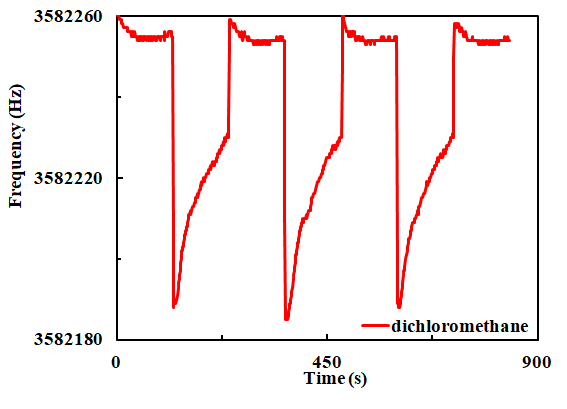 3582260
3582220
3582180
Frequency (Hz)
dichloromethane
0
450
900
Time (s)